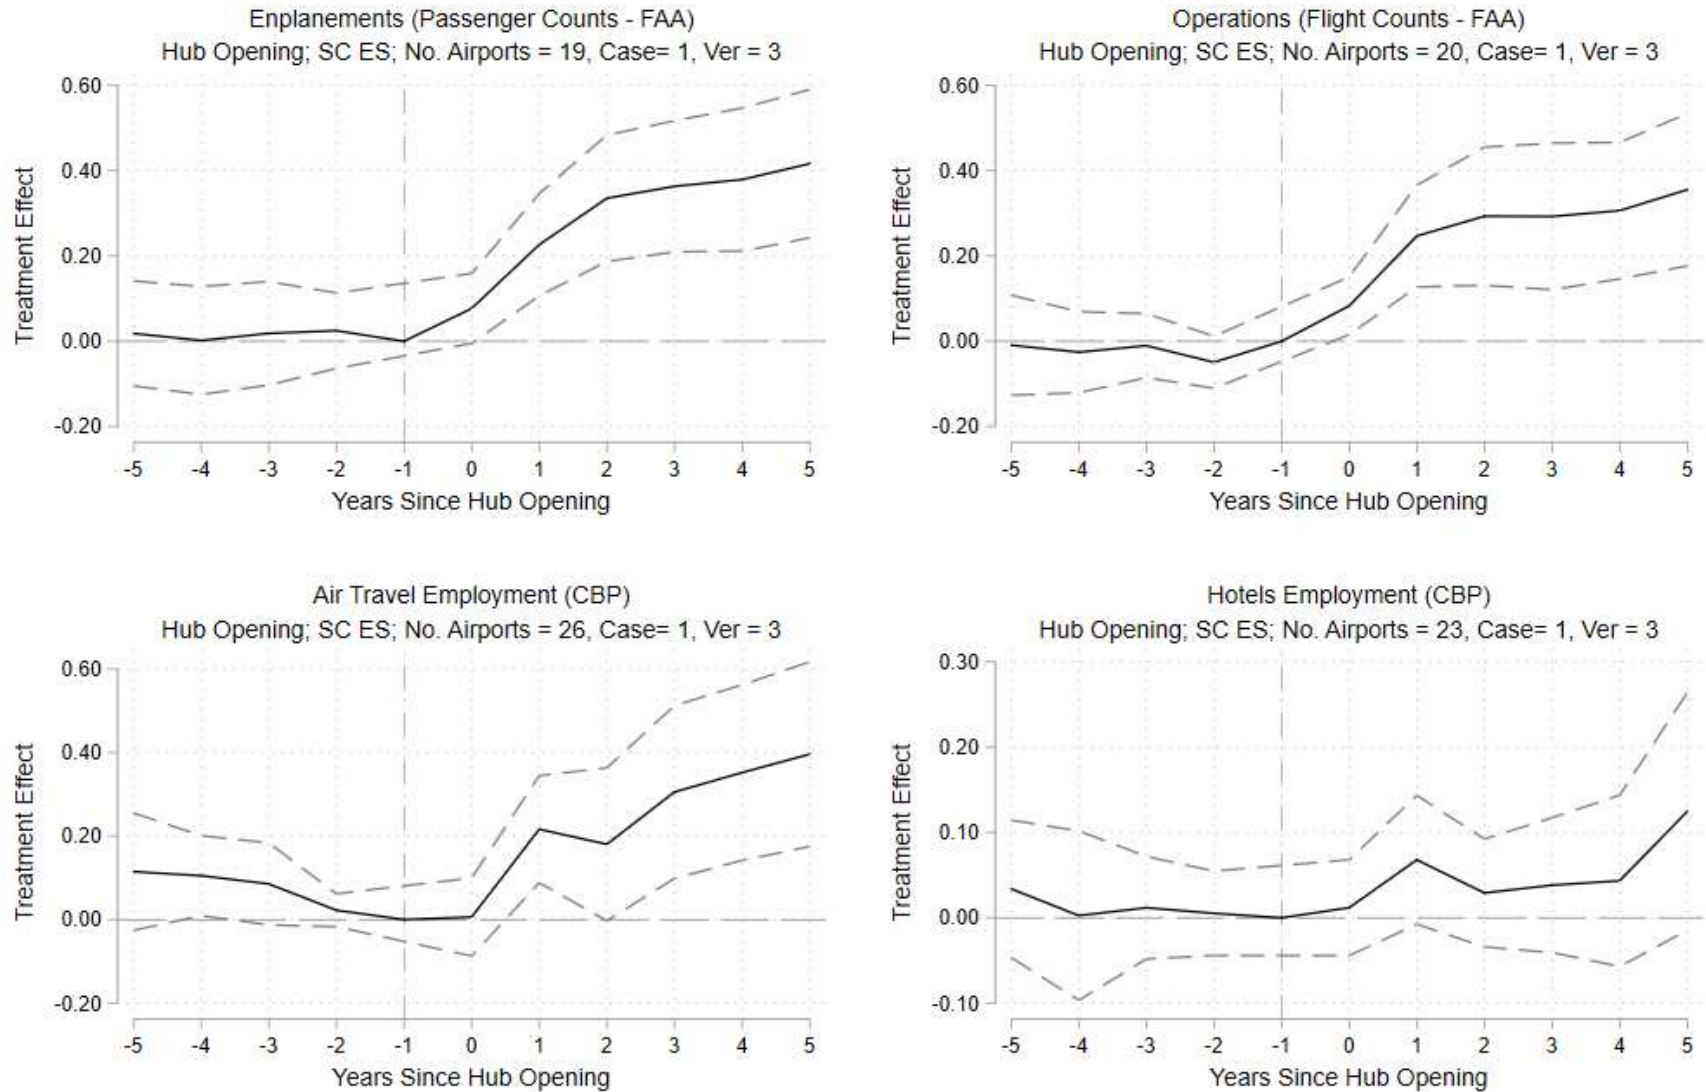 Enplanements (Passenger Counts - FAA)
Hub Opening; SC ES; No. Airports = 19, Case= 1, Ver = 3
Treatment Effect
0.60
0.40
0.20
0.00
-0.20
-5 -4 -3 -2 -1 0 1 2 3 4 5
Years Since Hub Opening
Operations (Flight Counts - FAA)
Hub Opening; SC ES; No. Airports = 20, Case= 1, Ver = 3
Treatment Effect
0.60
0.40
0.20
0.00
-0.20
-5 -4 -3 -2 -1 0 1 2 3 4 5
Years Since Hub Opening
Air Travel Employment (CBP)
Hub Opening; SC ES; No. Airports = 26, Case= 1, Ver = 3
Treatment Effect
0.60
0.40
0.20
0.00
-0.20
-5 -4 -3 -2 -1 0 1 2 3 4 5
Years Since Hub Opening
Hotels Employment (CBP)
Hub Opening; SC ES; No. Airports = 23, Case= 1, Ver = 3
Treatment Effect
0.30
0.20
0.10
0.00
-0.10
-5 -4 -3 -2 -1 0 1 2 3 4 5
Years Since Hub Opening